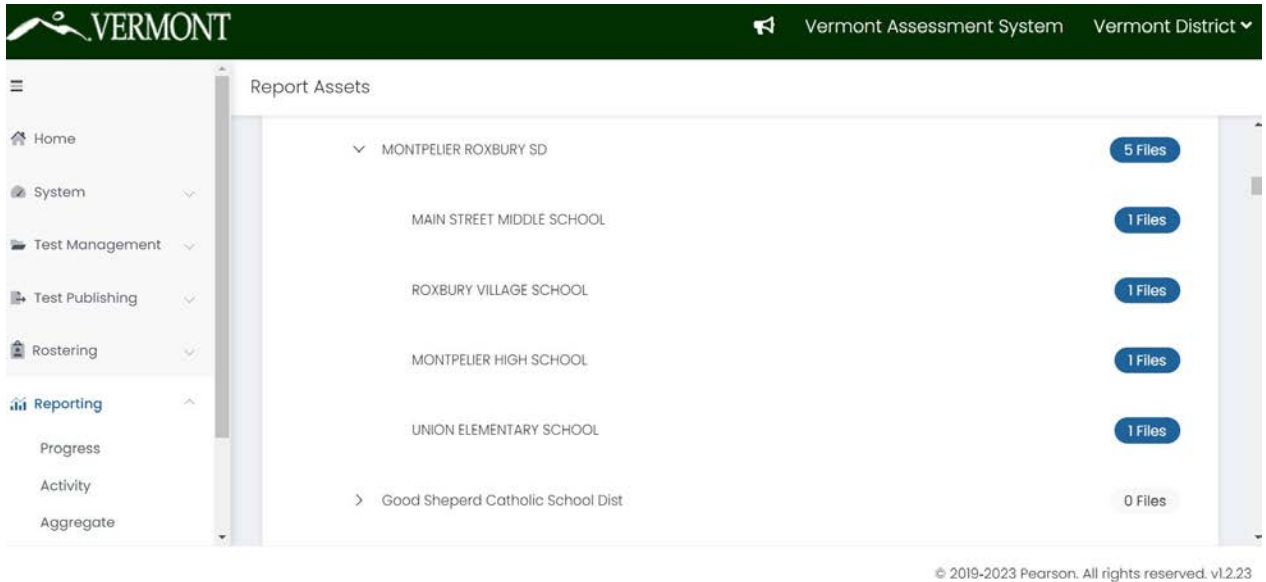 VERMONT
Vermont Assessment System
Vermont District
Report Assets
Home
System
Test Management
Test Publishing
Rostering
Reporting
Progress
Activity
Aggregate
MONTPELIER ROXBURY SD 5 Files
MAIN STREET MIDDLE SCHOOL 1 Files
ROXBURY VILLAGE SCHOOL 1 Files
MONTPELIER HIGH SCHOOL 1 Files
UNION ELEMENTARY SCHOOL 1 Files
Good Sheperd Catholic School Dist 0 Files
© 2019-2023 Pearson. All rights reserved. v1.2.23